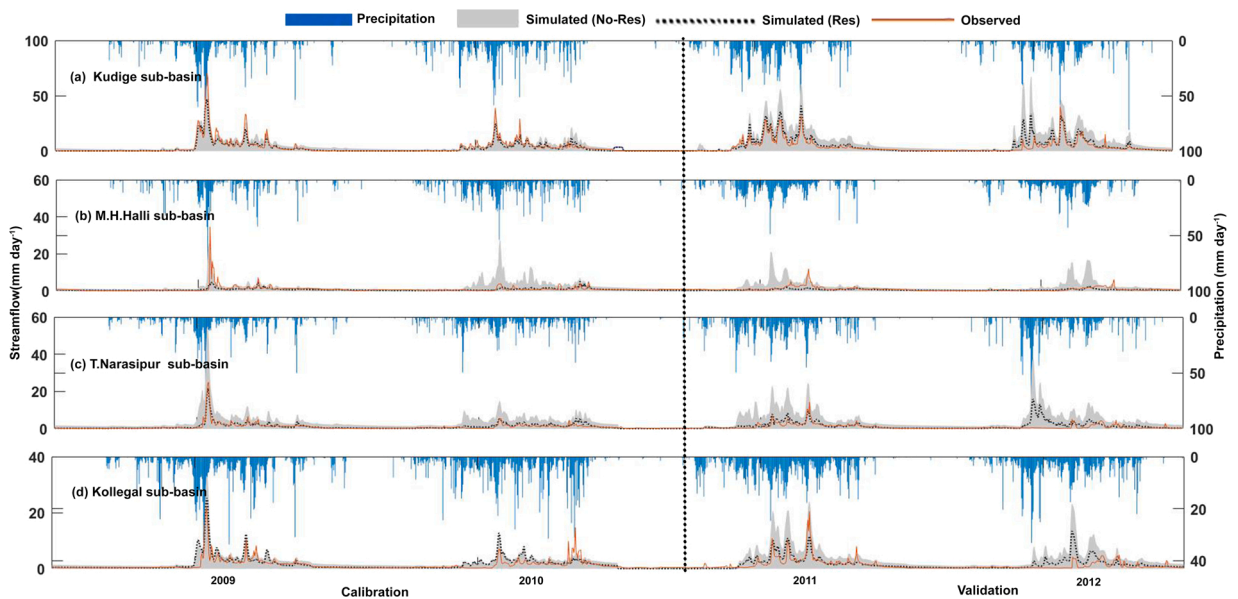 Precipitation Simulated (No-Res) Simulated (Res) Observed
100 0
(a) Kudige sub-basin
50 50
0 100
60 0
(b) M.H.Halli sub-basin
40
50
20
0 100
60 0
40
(c) T.Narasipur sub-basin
50
20
0 100
40 0
(d) Kollegal sub-basin
20 20
40
0
Streamflow(mm day-1)
Precipitation (mm day-1)
2009 2010 2011 2012
Calibration Validation